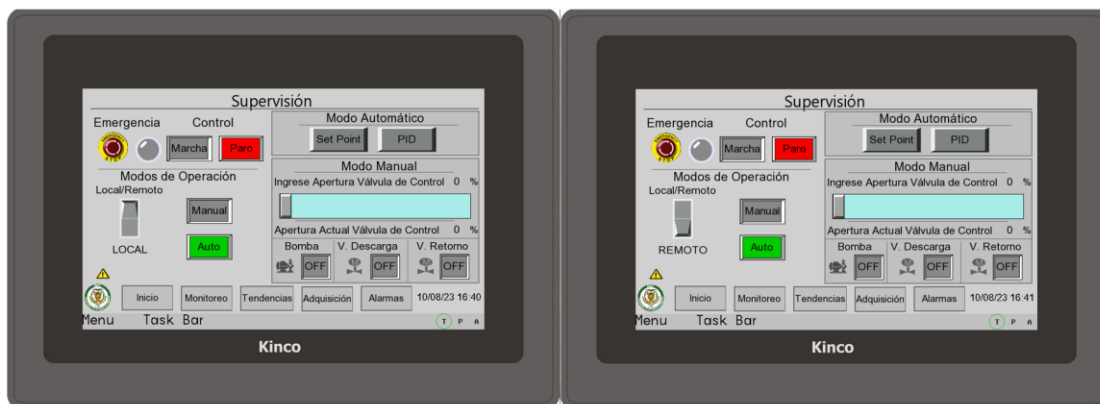 Supervisión
Emergencia Control Modo Automático
EMERGENCY STOP Marcha Paro Set Point PID
Modos de Operación Modo Manual
Local/Remoto Ingrese Apertura Válvula de Control 0 %
Manual
LOCAL Auto Apertura Actual Válvula de Control 0 %
Bomba V. Descarga V. Retorno
OFF OFF OFF
Inicio Monitoreo Tendencias Adquisición Alarmas 10/08/23 16:40
Menu Task Bar T P A
Kinco
Supervisión
Emergencia Control Modo Automático
EMERGENCY STOP Marcha Paro Set Point PID
Modos de Operación Modo Manual
Local/Remoto Ingrese Apertura Válvula de Control 0 %
Manual
REMOTO Auto Apertura Actual Válvula de Control 0 %
Bomba V. Descarga V. Retorno
OFF OFF OFF
Inicio Monitoreo Tendencias Adquisición Alarmas 10/08/23 16:41
Menu Task Bar T P A
Kinco